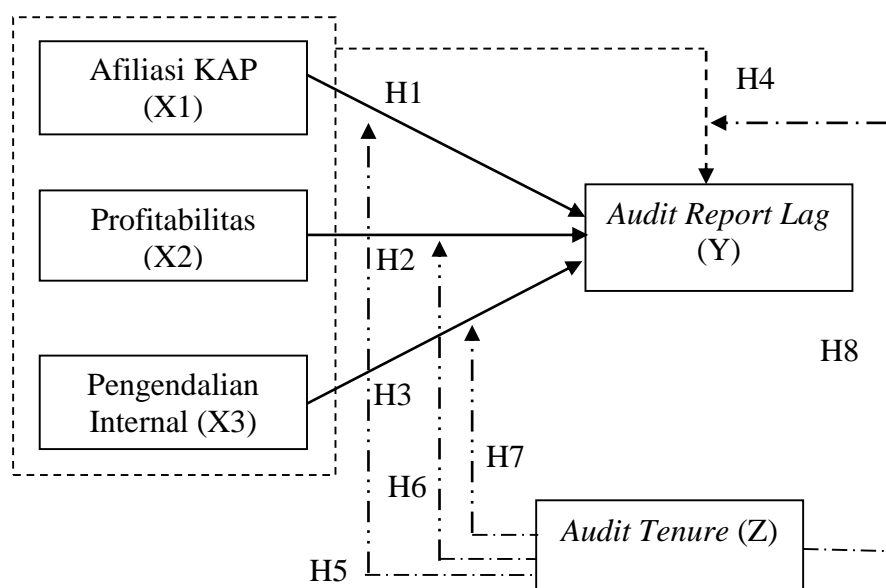 Afiliasi KAP
(X1)
H1
H4
Profitabilitas
(X2)
H2
Audit Report Lag
(Y)
H8
Pengendalian
Internal (X3)
H3
H7
H6
Audit Tenure (Z)
H5